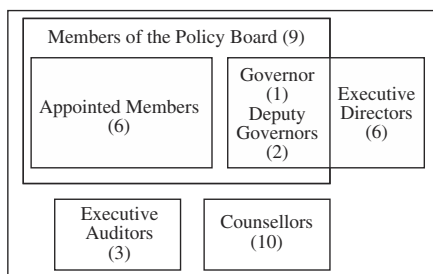 Members of the Policy Board (9)
Appointed Members
(6)
Governor
(1)
Deputy
Governors
(2)
Executive
Directors
(6)
Executive
Auditors
(3)
Counsellors
(10)